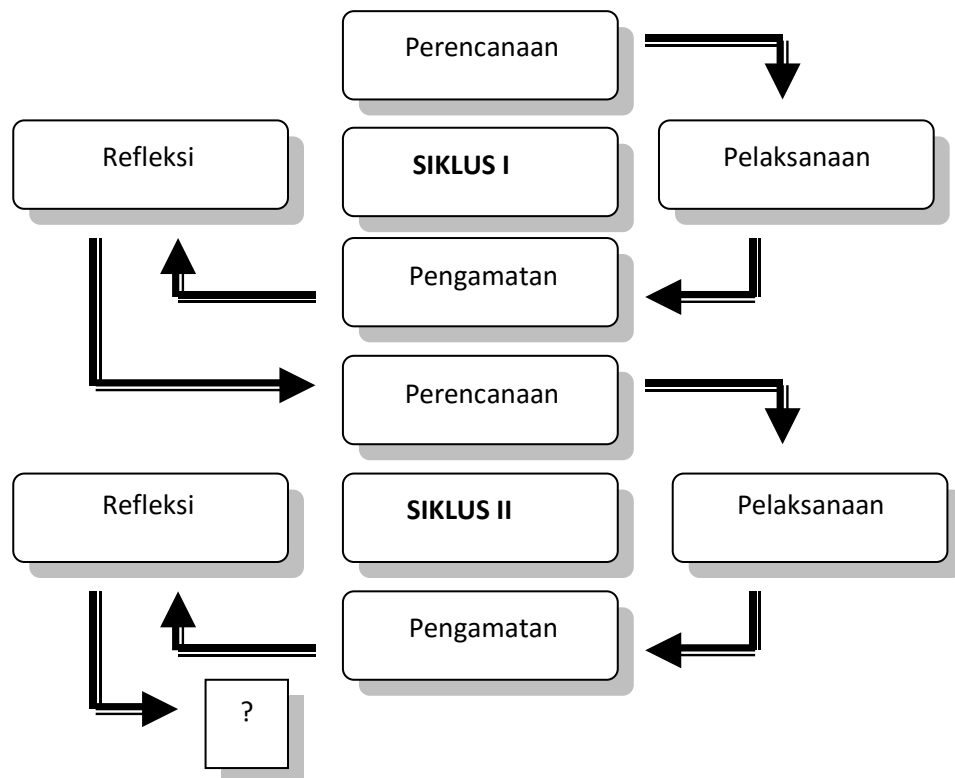 Perencanaan
Refleksi
SIKLUS I
Pelaksanaan
Pengamatan
Perencanaan
Refleksi
SIKLUS II
Pelaksanaan
Pengamatan
?